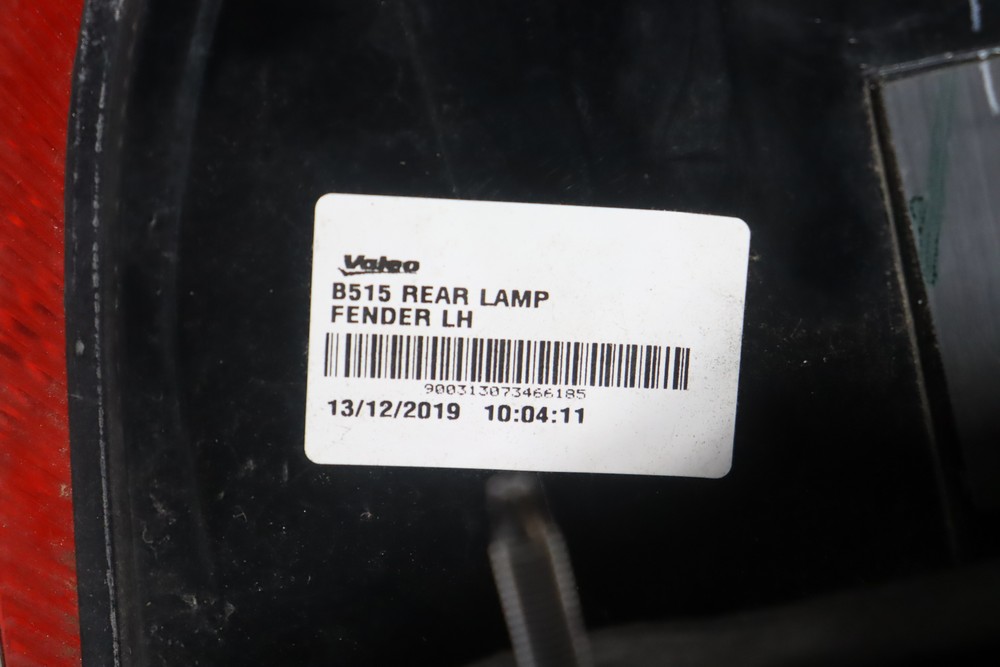 Valeo
B515 REAR LAMP
FENDER LH
900313073466185
13/12/2019 10:04:11